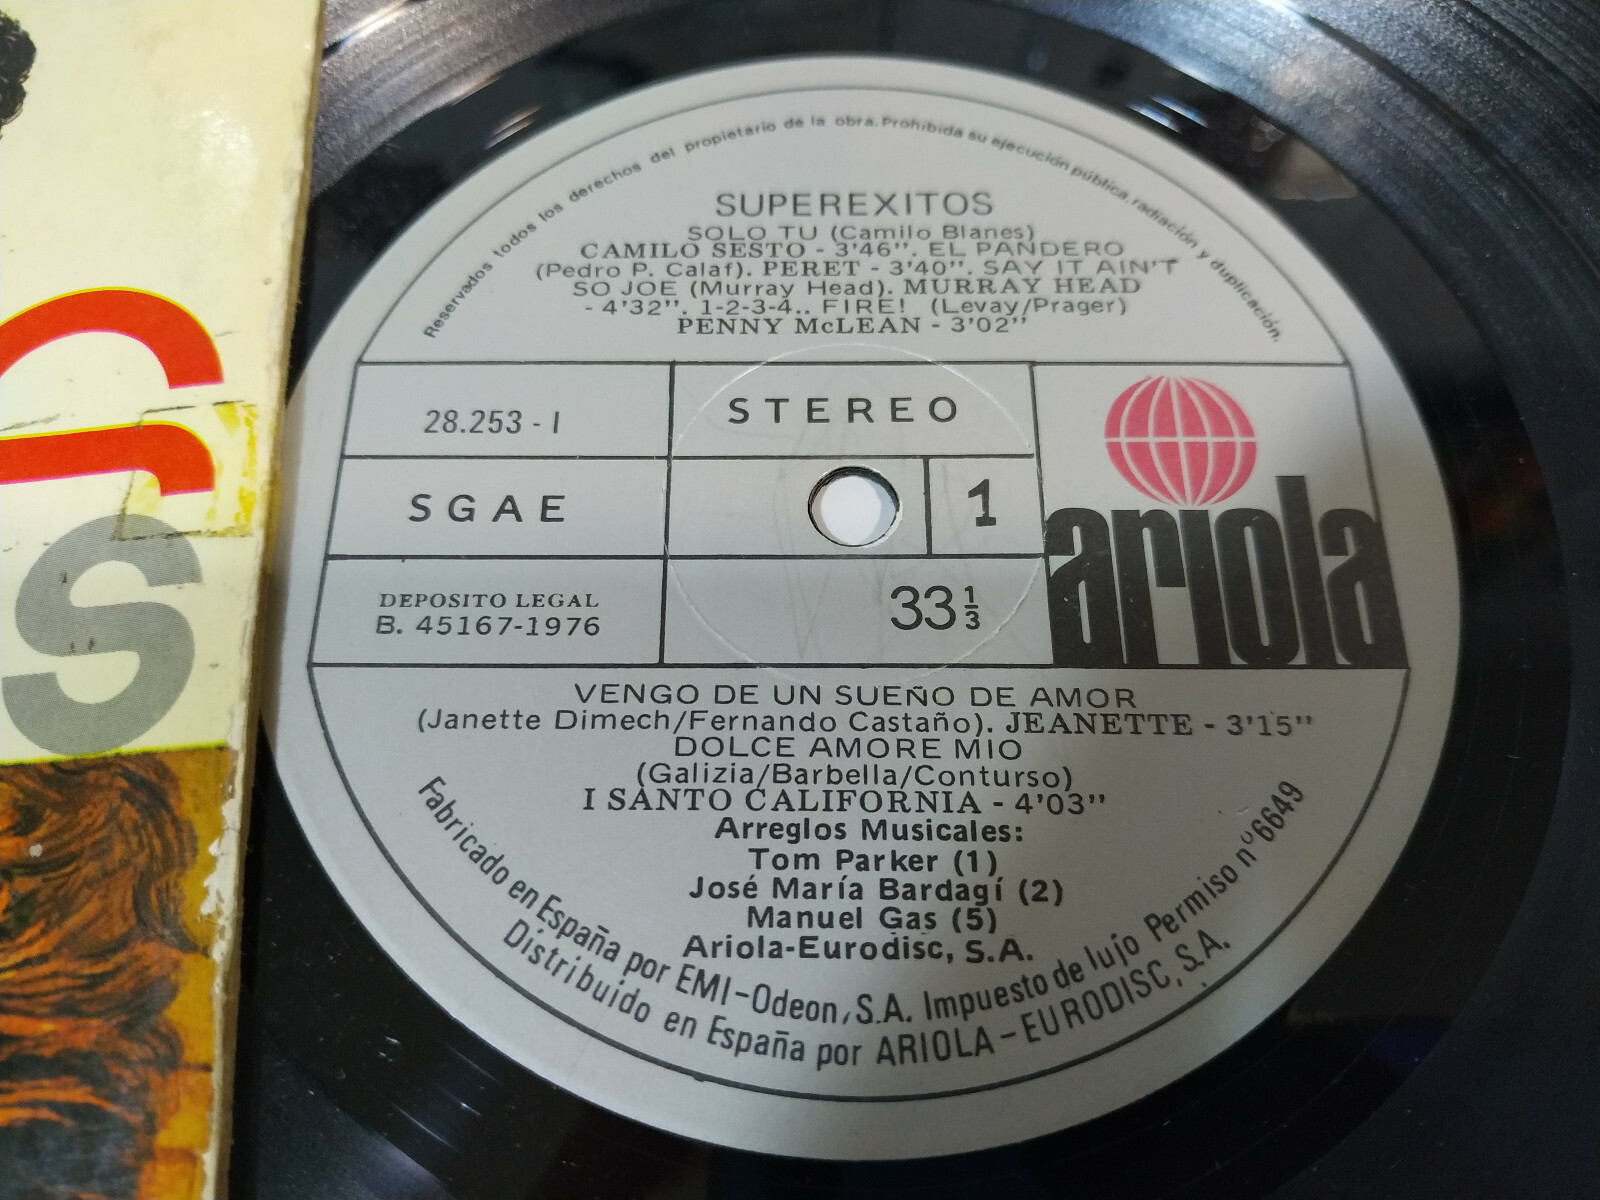 Reservados todos los derechos del propietario de la obra. Prohibida su ejecución pública, radiación y duplicación.
SUPEREXITOS
SOLO TU (Camilo Blanes)
CAMILO SESTO - 3'46". EL PANDERO
(Pedro P. Calaf). PERET - 3'40". SAY IT AIN'T
SO JOE (Murray Head). MURRAY HEAD
- 4'32". 1-2-3-4.. FIRE! (Levay/Prager)
PENNY McLEAN - 3'02"
28.253 - I
STEREO
SGAE
1
DEPOSITO LEGAL
B. 45167-1976
33 1/3
ariola
VENGO DE UN SUEÑO DE AMOR
(Janette Dimech/Fernando Castaño). JEANETTE - 3'15"
DOLCE AMORE MIO
(Galizia/Barbella/Conturso)
I SANTO CALIFORNIA - 4'03"
Arreglos Musicales:
Tom Parker (1)
José María Bardagí (2)
Manuel Gas (5)
Ariola-Eurodisc, S.A.
Fabricado en España por EMI-Odeon, S.A. Impuesto de lujo Permiso nº 6649
Distribuido en España por ARIOLA-EURODISC, S.A.